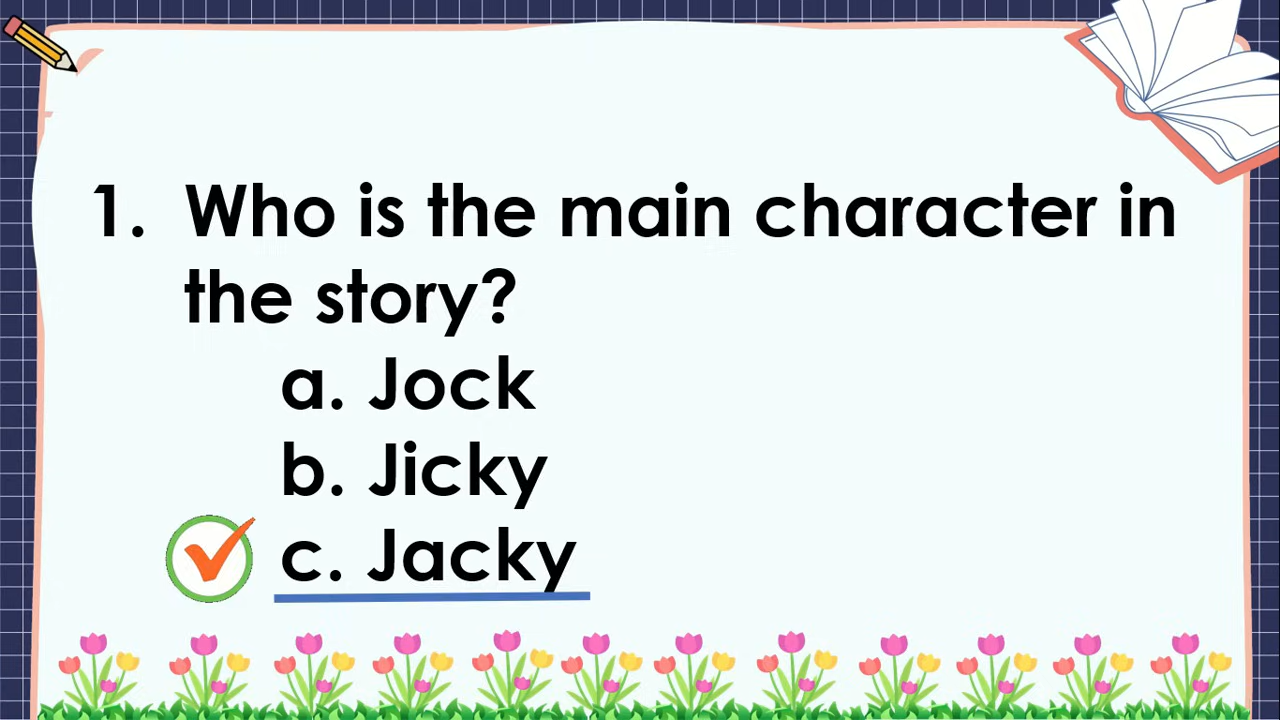 1. Who is the main character in
the story?
a. Jock
b. Jicky
c. Jacky